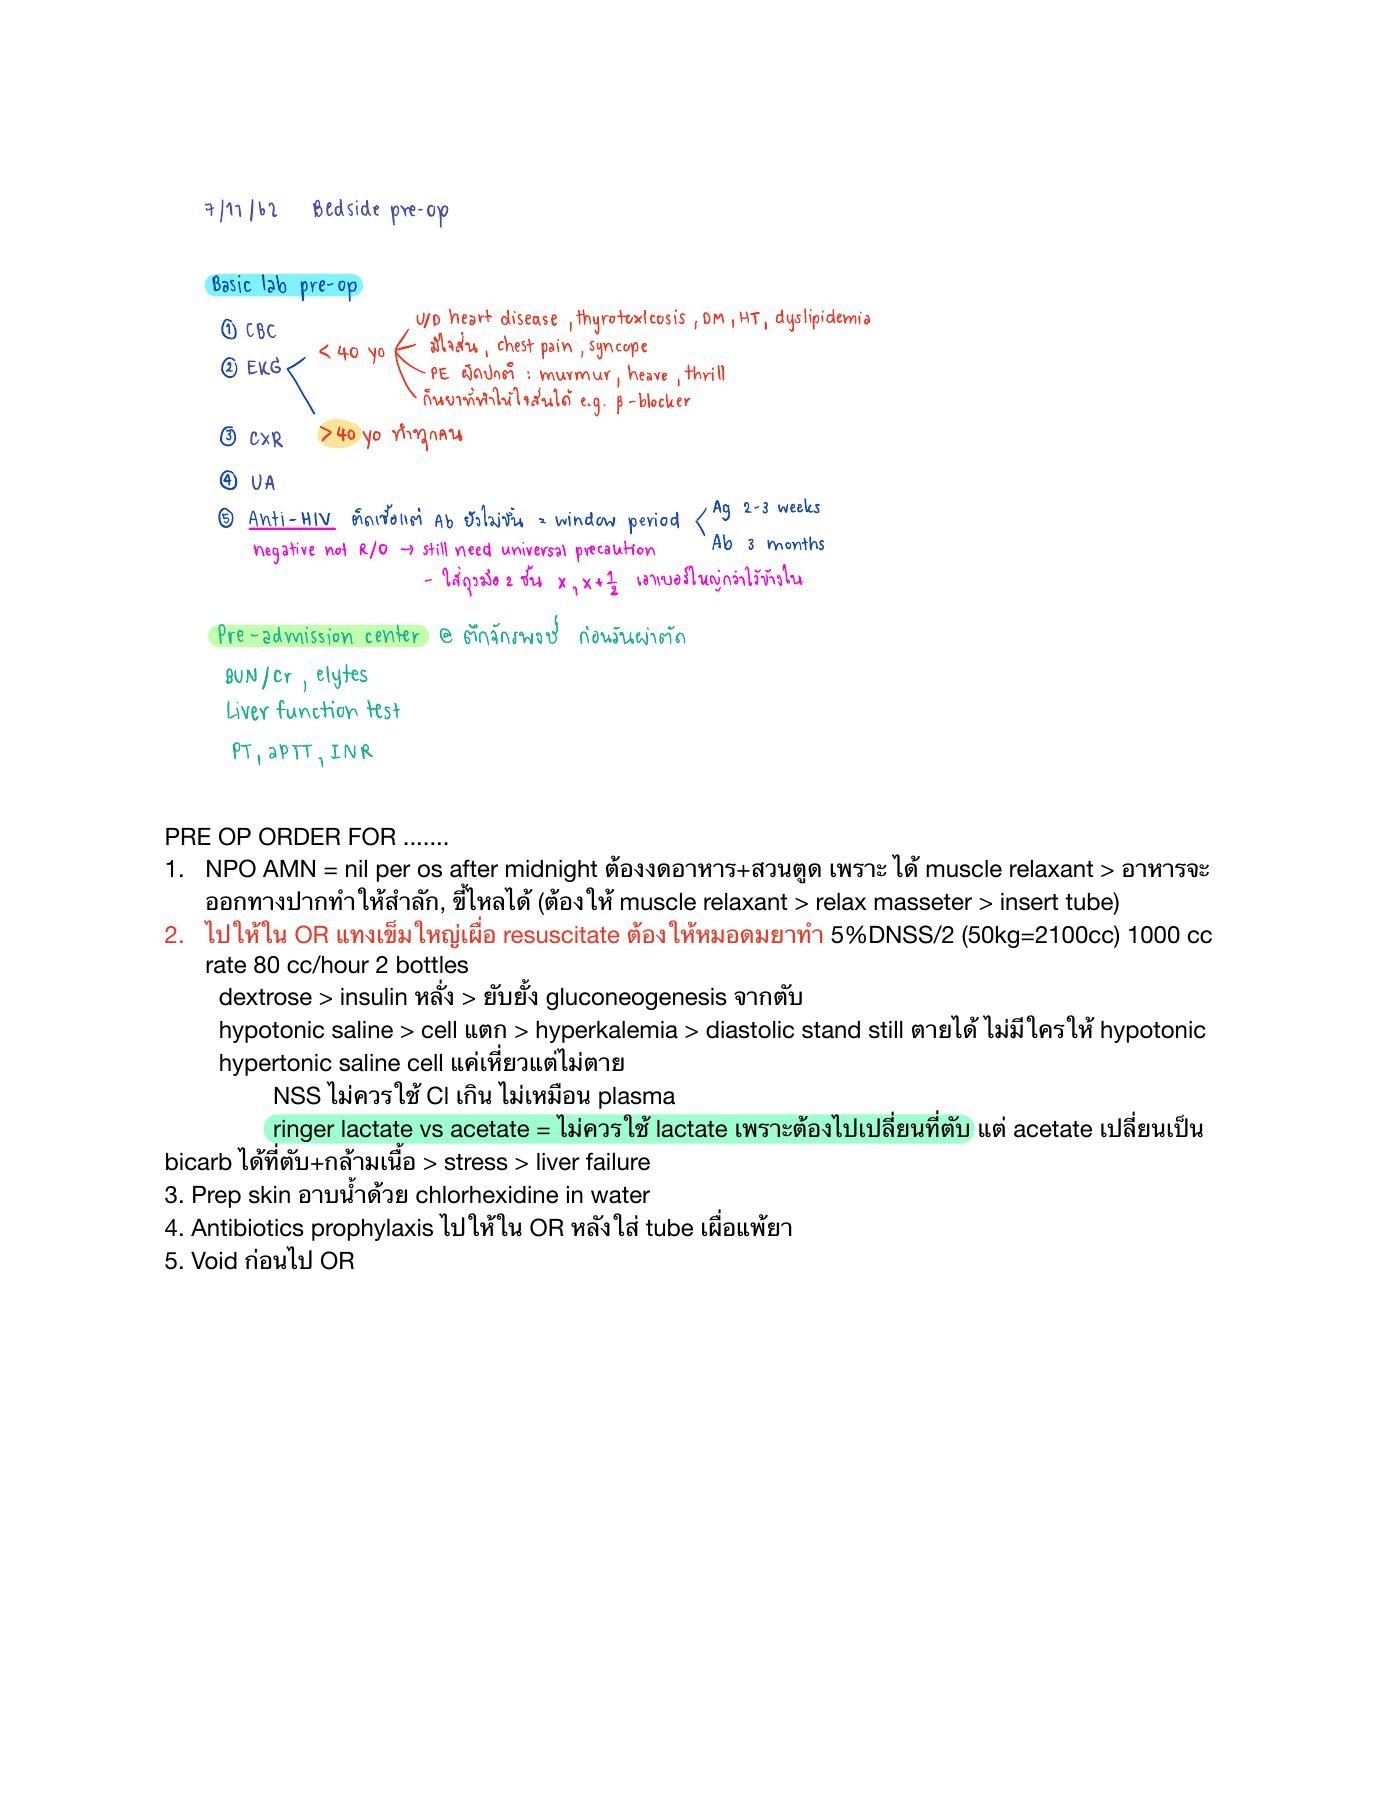 7/11/62 Bedside pre-op
Basic lab pre-op
① CBC
② EKG
< 40 yo
U/D heart disease, thyrotoxicosis, DM, HT, dyslipidemia
มีใจสั่น, chest pain, syncope
PE ผิดปกติ : murmur, heave, thrill
กินยาที่ทำให้ใจสั่นได้ e.g. β-blocker
> 40 yo ทำทุกคน
③ CXR
④ UA
⑤ Anti-HIV ติดเชื้อแต่ Ab ยังไม่ขึ้น = window period
Ag 2-3 weeks
Ab 3 months
negative not R/O → still need universal precaution
- ใส่ถุงมือ 2 ชั้น x, x+½ เอาเบอร์ใหญ่กว่าไว้ข้างใน
Pre-admission center @ ตึกจักรพงษ์ ก่อนวันผ่าตัด
BUN/Cr, elytes
Liver function test
PT, aPTT, INR
PRE OP ORDER FOR .......
1. NPO AMN = nil per os after midnight ต้องงดอาหาร+สวนตูด เพราะ ได้ muscle relaxant > อาหารจะ
ออกทางปากทำให้สำลัก, ขี้ไหลได้ (ต้องให้ muscle relaxant > relax masseter > insert tube)
2. ไปให้ใน OR แทงเข็มใหญ่เผื่อ resuscitate ต้องให้หมอดมยาทำ 5%DNSS/2 (50kg=2100cc) 1000 cc
rate 80 cc/hour 2 bottles
dextrose > insulin หลั่ง > ยับยั้ง gluconeogenesis จากตับ
hypotonic saline > cell แตก > hyperkalemia > diastolic stand still ตายได้ ไม่มีใครให้ hypotonic
hypertonic saline cell แค่เหี่ยวแต่ไม่ตาย
NSS ไม่ควรใช้ Cl เกิน ไม่เหมือน plasma
ringer lactate vs acetate = ไม่ควรใช้ lactate เพราะต้องไปเปลี่ยนที่ตับ แต่ acetate เปลี่ยนเป็น
bicarb ได้ที่ตับ+กล้ามเนื้อ > stress > liver failure
3. Prep skin อาบน้ำด้วย chlorhexidine in water
4. Antibiotics prophylaxis ไปให้ใน OR หลังใส่ tube เผื่อแพ้ยา
5. Void ก่อนไป OR